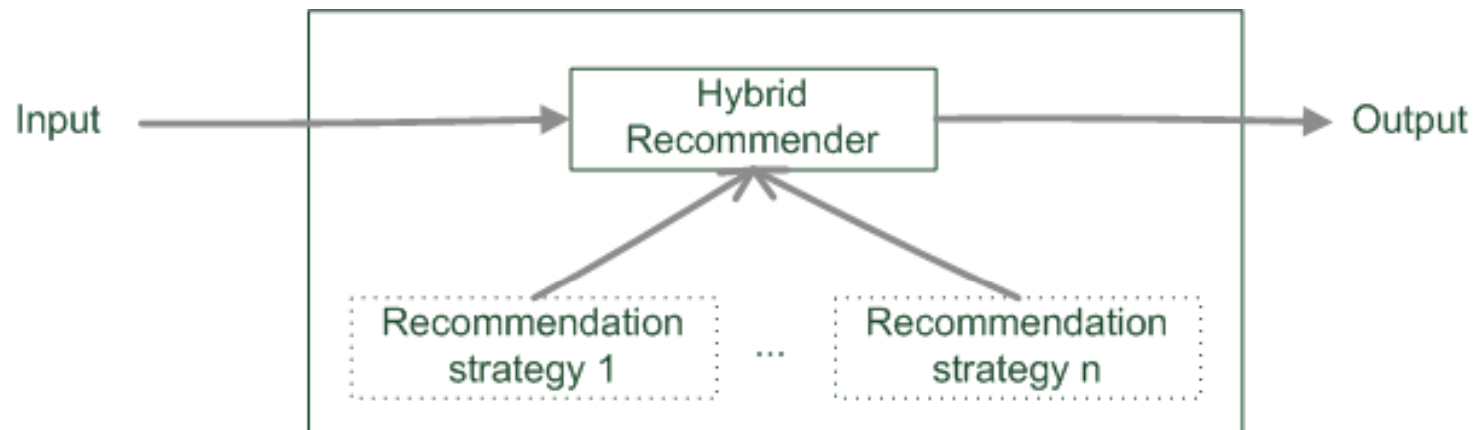 Input
Hybrid
Recommender
Output
Recommendation
strategy 1
...
Recommendation
strategy n